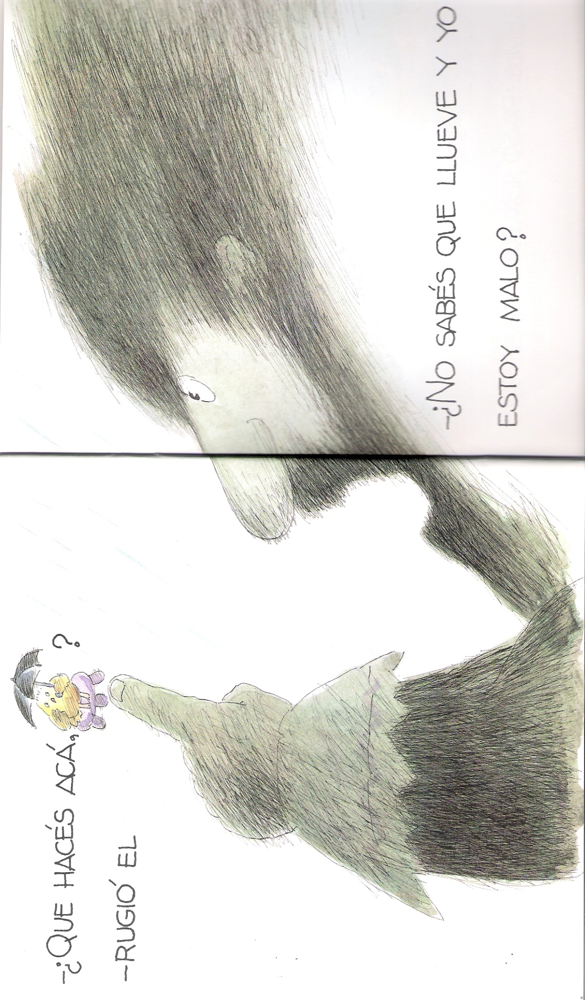 –¿QUE HACÉS ACÁ, ?
–RUGIÓ EL
–¿NO SABÉS QUE LLUEVE Y YO
ESTOY MALO?